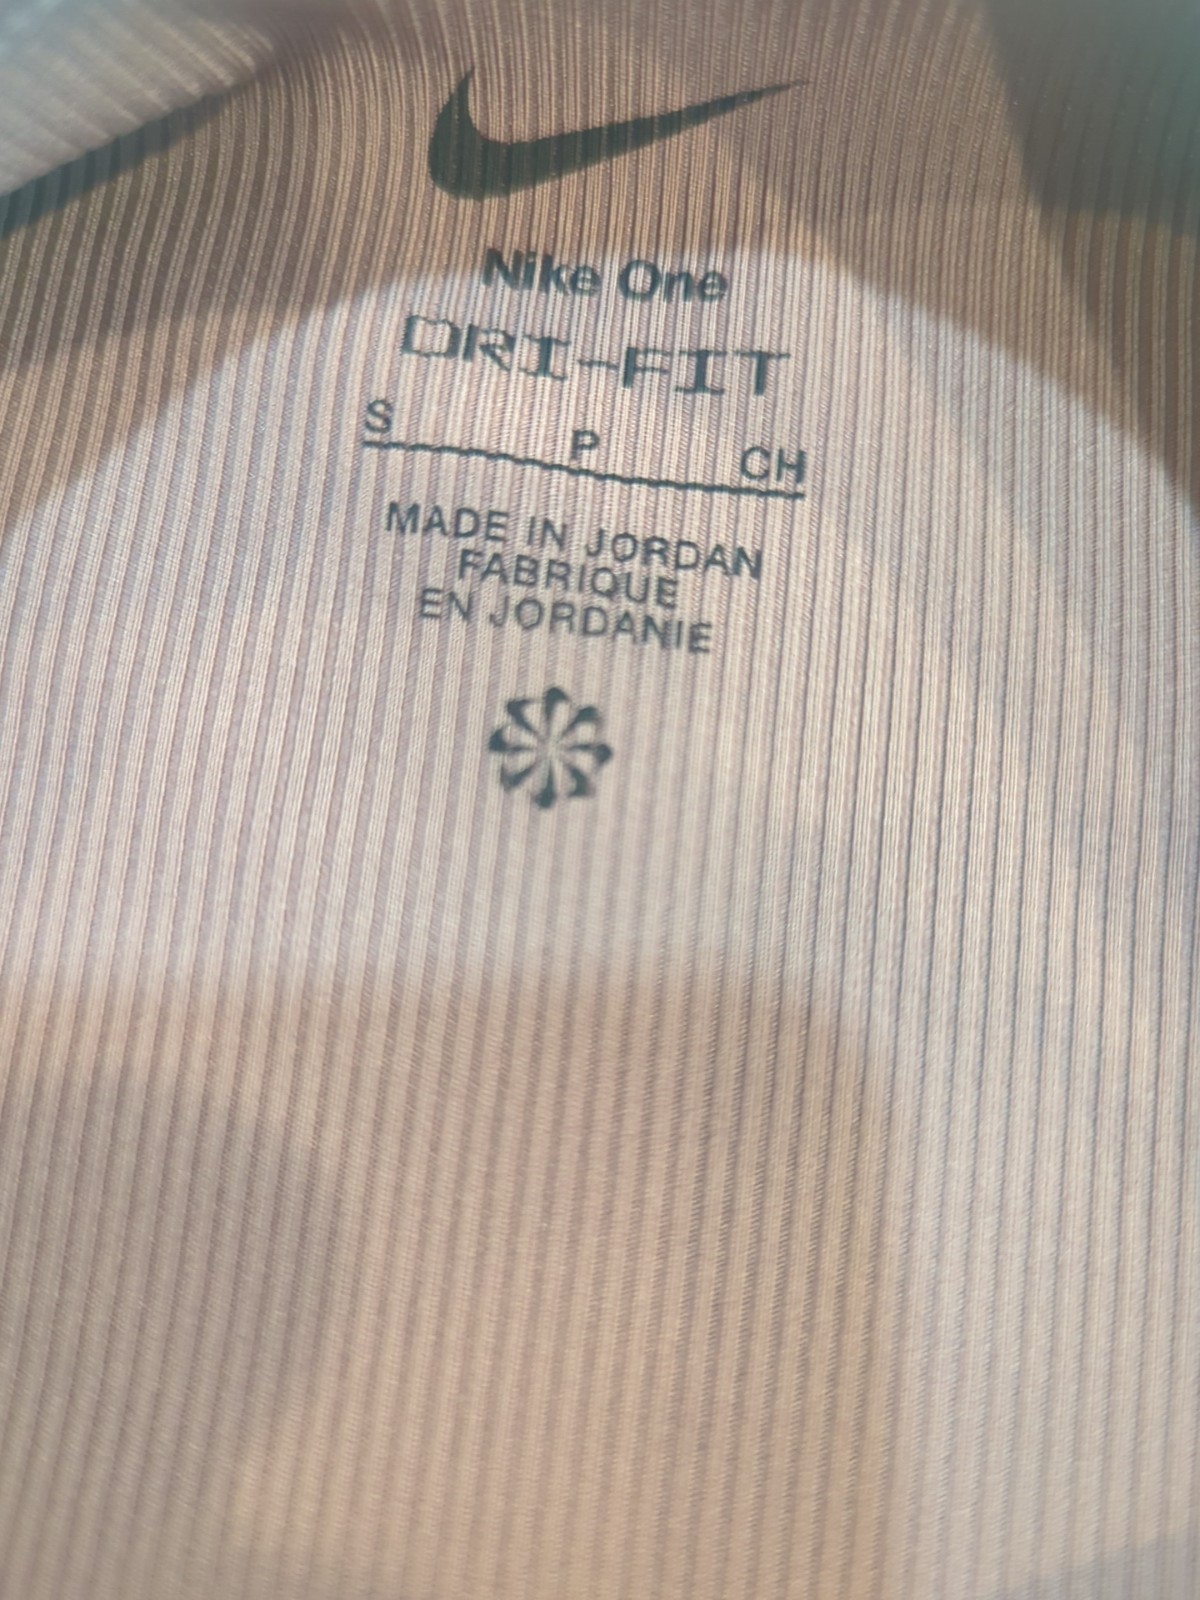 Nike One
DRI-FIT
S P CH
MADE IN JORDAN
FABRIQUE
EN JORDANIE